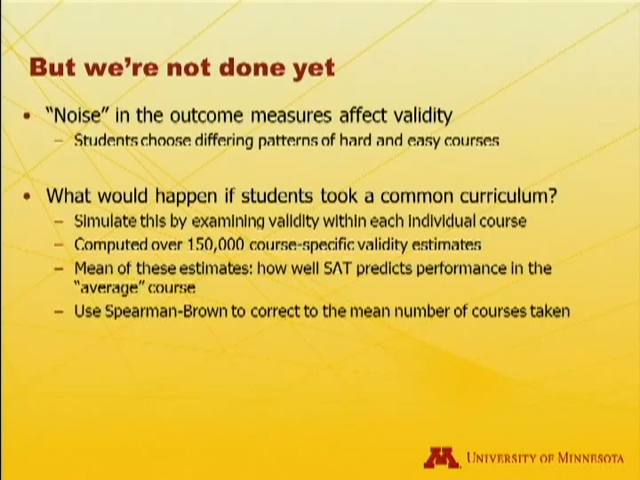 But we're not done yet
• "Noise" in the outcome measures affect validity
– Students choose differing patterns of hard and easy courses
• What would happen if students took a common curriculum?
– Simulate this by examining validity within each individual course
– Computed over 150,000 course-specific validity estimates
– Mean of these estimates: how well SAT predicts performance in the
"average" course
– Use Spearman-Brown to correct to the mean number of courses taken
M UNIVERSITY OF MINNESOTA